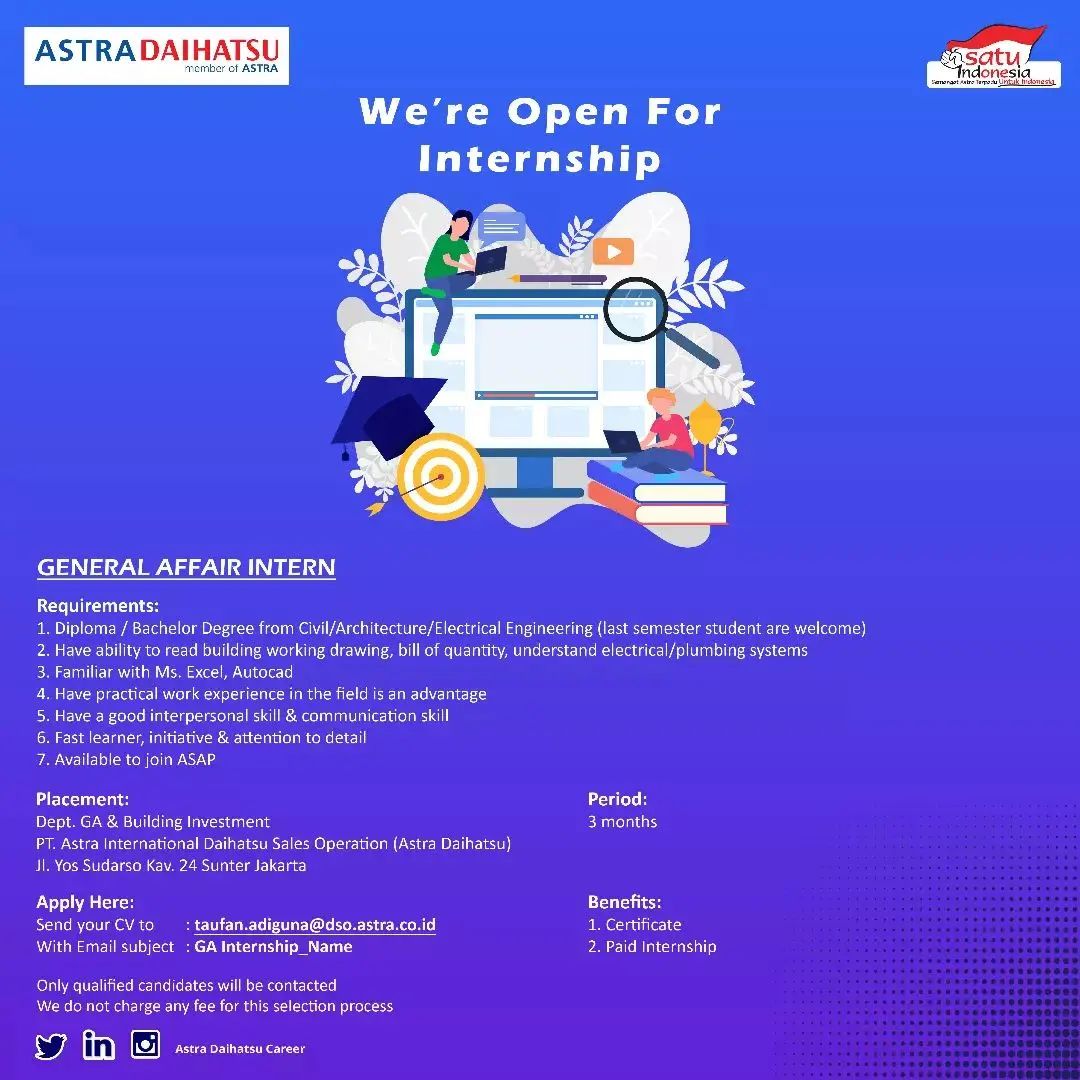 ASTRA DAIHATSU
member of ASTRA
satu
Indonesia
Semangat Astra Terpadu Untuk Indonesia
We're Open For
Internship
GENERAL AFFAIR INTERN
Requirements:
1. Diploma / Bachelor Degree from Civil/Architecture/Electrical Engineering (last semester student are welcome)
2. Have ability to read building working drawing, bill of quantity, understand electrical/plumbing systems
3. Familiar with Ms. Excel, Autocad
4. Have practical work experience in the field is an advantage
5. Have a good interpersonal skill & communication skill
6. Fast learner, initiative & attention to detail
7. Available to join ASAP
Placement:
Dept. GA & Building Investment
PT. Astra International Daihatsu Sales Operation (Astra Daihatsu)
Jl. Yos Sudarso Kav. 24 Sunter Jakarta
Period:
3 months
Apply Here:
Send your CV to : taufan.adiguna@dso.astra.co.id
With Email subject : GA Internship_Name
Benefits:
1. Certificate
2. Paid Internship
Only qualified candidates will be contacted
We do not charge any fee for this selection process
in
Astra Daihatsu Career